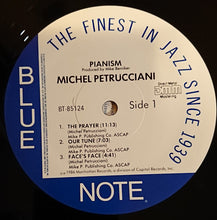 THE FINEST IN JAZZ SINCE 1939
BLUE
NOTE
PIANISM
Produced by Mike Berniker
MICHEL PETRUCCIANI
Direct Metal
DMM
Mastering
BT-85124
Side 1
1. THE PRAYER (11:13)
(Michel Petrucciani)
Mike P. Publishing Co. ASCAP
2. OUR TUNE (7:03)
(Michel Petrucciani)
Mike P. Publishing Co. ASCAP
3. FACE'S FACE (4:41)
(Michel Petrucciani)
Mike P. Publishing Co. ASCAP
1986 Manhattan Records, a division of Capitol Records, Inc.